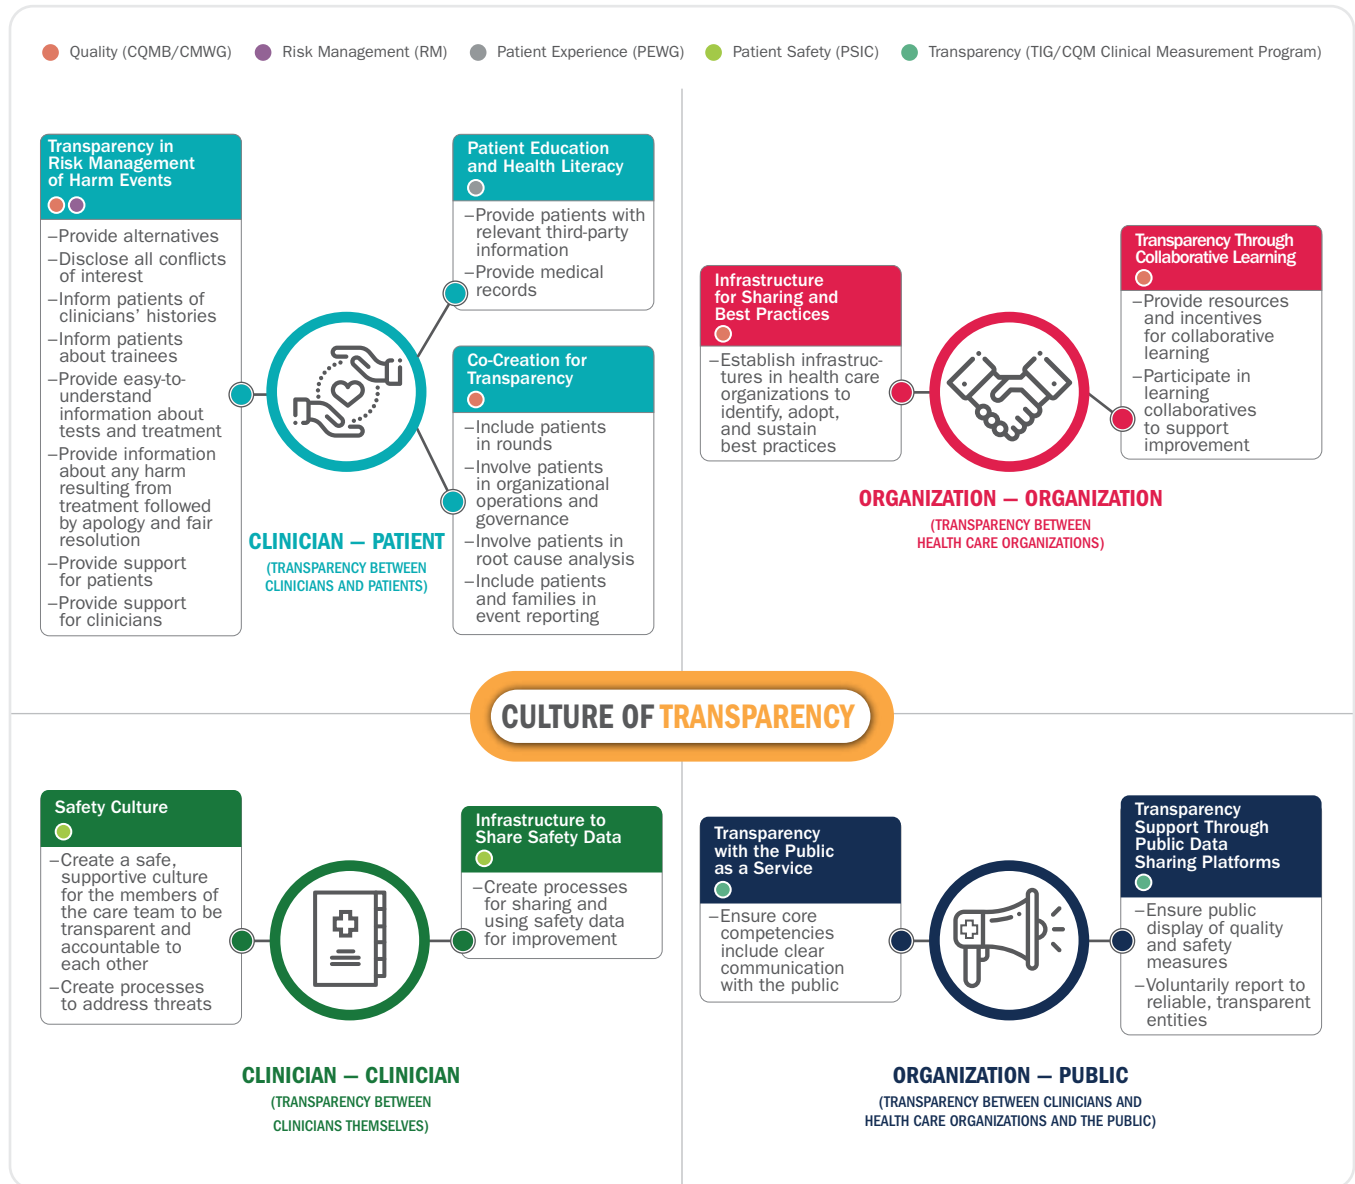 Quality (CQMB/CMWG)
Risk Management (RM)
Patient Experience (PEWG)
Patient Safety (PSIC)
Transparency (TIG/CQM Clinical Measurement Program)
Transparency in
Risk Management
of Harm Events
–Provide alternatives
–Disclose all conflicts
of interest
–Inform patients of
clinicians’ histories
–Inform patients
about trainees
–Provide easy-to-
understand
information about
tests and treatment
–Provide information
about any harm
resulting from
treatment followed
by apology and fair
resolution
–Provide support
for patients
–Provide support
for clinicians
Patient Education
and Health Literacy
–Provide patients with
relevant third-party
information
–Provide medical
records
Co-Creation for
Transparency
–Include patients
in rounds
–Involve patients
in organizational
operations and
governance
–Involve patients in
root cause analysis
–Include patients
and families in
event reporting
CLINICIAN — PATIENT
(TRANSPARENCY BETWEEN
CLINICIANS AND PATIENTS)
Infrastructure
for Sharing and
Best Practices
–Establish infrastruc-
tures in health care
organizations to
identify, adopt,
and sustain
best practices
Transparency Through
Collaborative Learning
–Provide resources
and incentives
for collaborative
learning
–Participate in
learning
collaboratives
to support
improvement
ORGANIZATION — ORGANIZATION
(TRANSPARENCY BETWEEN
HEALTH CARE ORGANIZATIONS)
CULTURE OF TRANSPARENCY
Safety Culture
–Create a safe,
supportive culture
for the members of
the care team to be
transparent and
accountable to
each other
–Create processes
to address threats
Infrastructure to
Share Safety Data
–Create processes
for sharing and
using safety data
for improvement
CLINICIAN — CLINICIAN
(TRANSPARENCY BETWEEN
CLINICIANS THEMSELVES)
Transparency
with the Public
as a Service
–Ensure core
competencies
include clear
communication
with the public
Transparency
Support Through
Public Data
Sharing Platforms
–Ensure public
display of quality
and safety
measures
–Voluntarily report to
reliable, transparent
entities
ORGANIZATION — PUBLIC
(TRANSPARENCY BETWEEN CLINICIANS AND
HEALTH CARE ORGANIZATIONS AND THE PUBLIC)